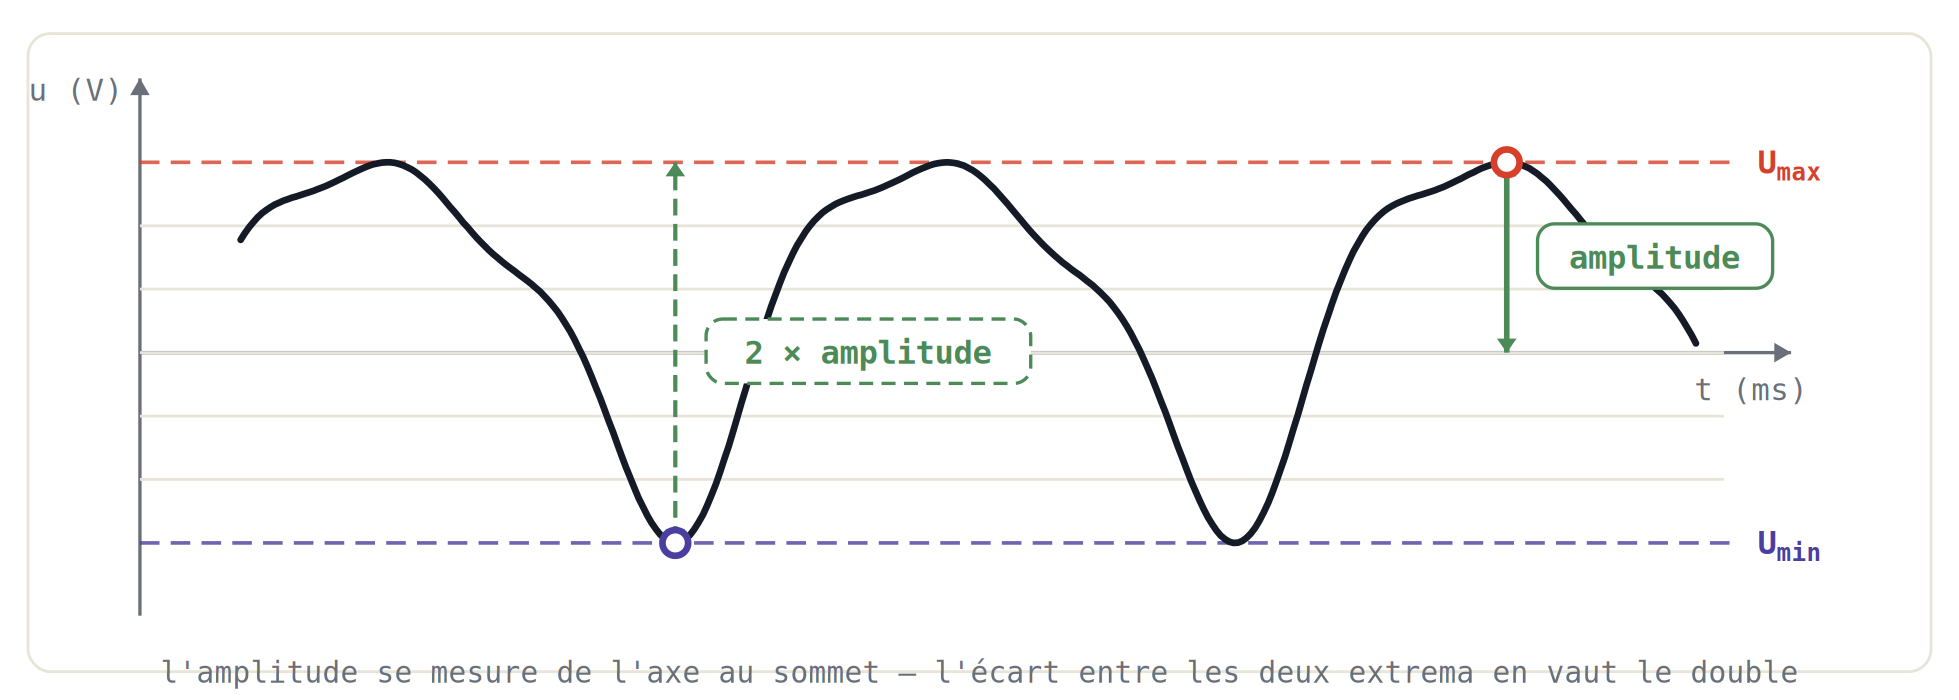 u (V)
Umax
amplitude
2 × amplitude
t (ms)
Umin
l'amplitude se mesure de l'axe au sommet — l'écart entre les deux extrema en vaut le double